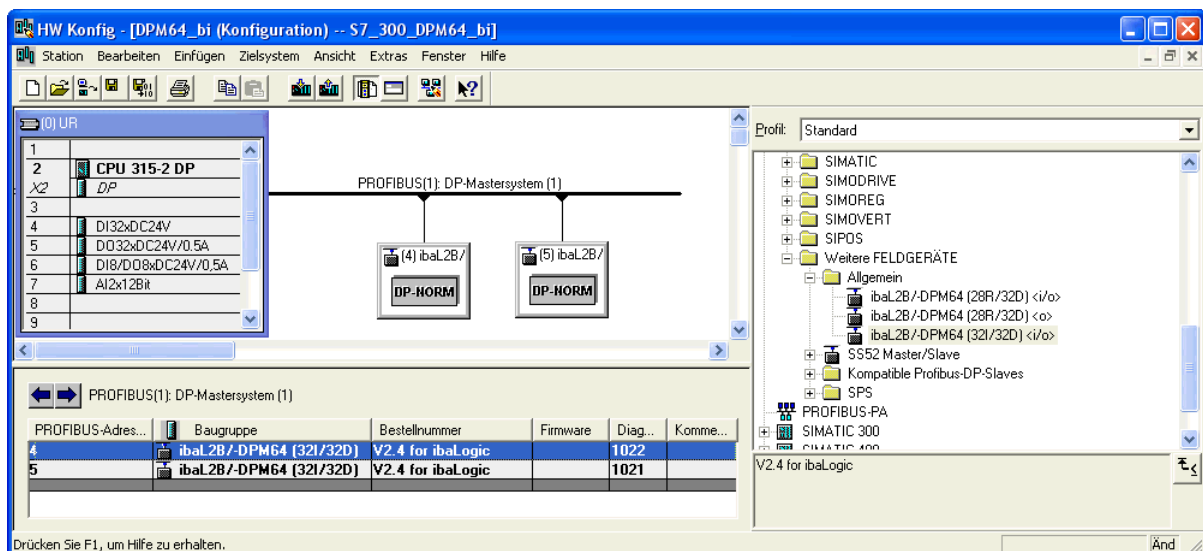 HW Konfig - [DPM64_bi (Konfiguration) -- S7_300_DPM64_bi]
Station Bearbeiten Einfügen Zielsystem Ansicht Extras Fenster Hilfe
(0) UR
1
2 CPU 315-2 DP
X2 DP
3
4 DI32xDC24V
5 DO32xDC24V/0.5A
6 DI8/DO8xDC24V/0,5A
7 AI2x12Bit
8
9
PROFIBUS(1): DP-Mastersystem (1)
(4) ibaL2B/
DP-NORM
(5) ibaL2B/
DP-NORM
Profil: Standard
SIMATIC
SIMODRIVE
SIMOREG
SIMOVERT
SIPOS
Weitere FELDGERÄTE
Allgemein
ibaL2B/-DPM64 (28R/32D) <i/o>
ibaL2B/-DPM64 (28R/32D) <o>
ibaL2B/-DPM64 (32I/32D) <i/o>
SS52 Master/Slave
Kompatible Profibus-DP-Slaves
SPS
PROFIBUS-PA
SIMATIC 300
SIMATIC 400
V2.4 for ibaLogic
PROFIBUS(1): DP-Mastersystem (1)
PROFIBUS-Adres... Baugruppe Bestellnummer Firmware Diag... Komme...
4 ibaL2B/-DPM64 (32I/32D) V2.4 for ibaLogic 1022
5 ibaL2B/-DPM64 (32I/32D) V2.4 for ibaLogic 1021
Drücken Sie F1, um Hilfe zu erhalten.
Änd